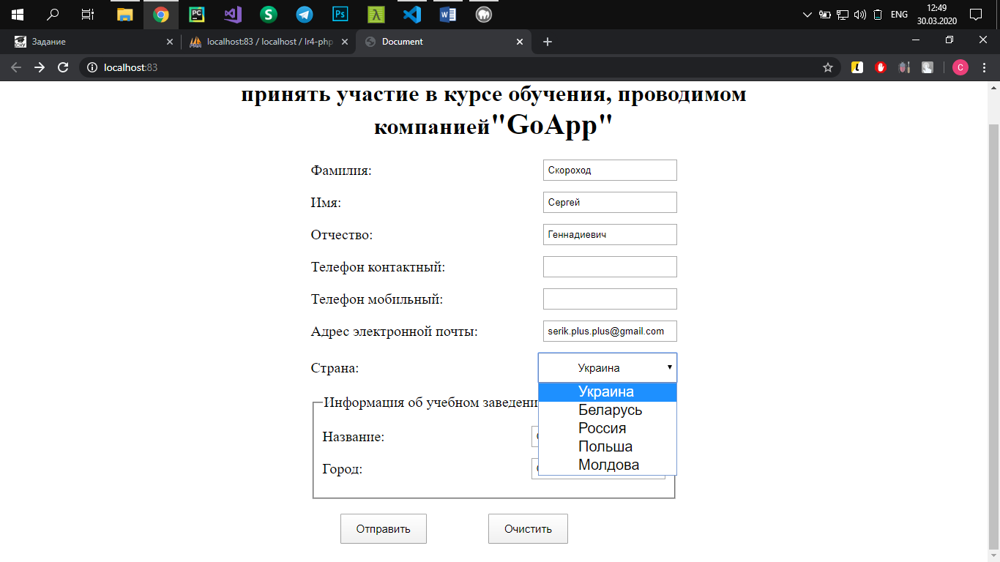 ENG
12:49
30.03.2020
Задание
localhost:83 / localhost / lr4-php
Document
localhost:83
C
принять участие в курсе обучения, проводимом
компанией"GoApp"
Фамилия: Скороход
Имя: Сергей
Отчество: Геннадиевич
Телефон контактный:
Телефон мобильный:
Адрес электронной почты: serik.plus.plus@gmail.com
Страна: Украина
Украина
Беларусь
Россия
Польша
Молдова
Информация об учебном заведени
Название:
Город:
Отправить Очистить